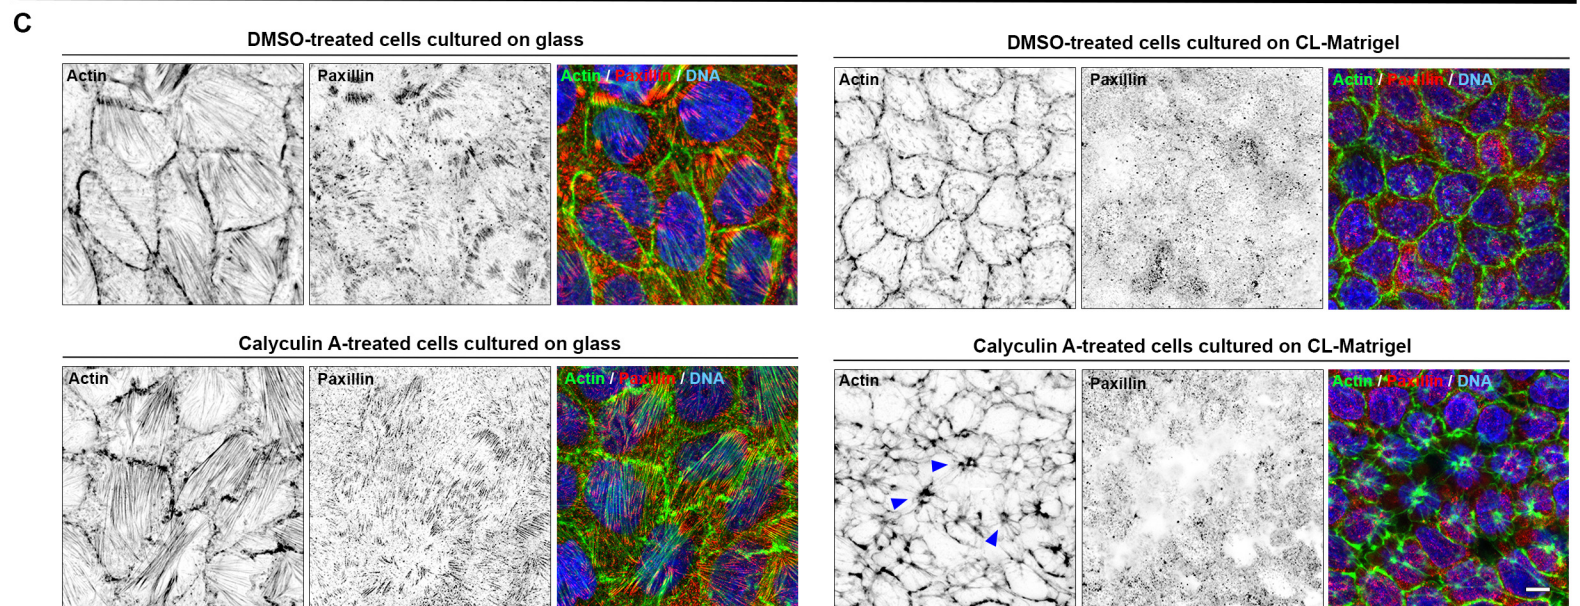 C
DMSO-treated cells cultured on glass
DMSO-treated cells cultured on CL-Matrigel
Actin
Paxillin
Actin / Paxillin / DNA
Actin
Paxillin
Actin / Paxillin / DNA
Calyculin A-treated cells cultured on glass
Calyculin A-treated cells cultured on CL-Matrigel
Actin
Paxillin
Actin / Paxillin / DNA
Actin
Paxillin
Actin / Paxillin / DNA